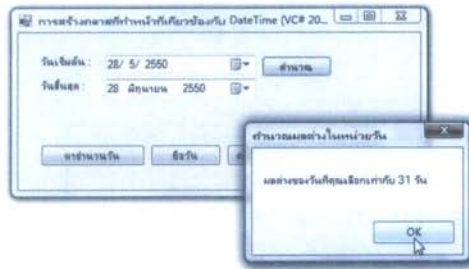 การสร้างคลาสที่ทำหน้าที่เกี่ยวข้องกับ DateTime (VC# 20...
วันเริ่มต้น : 28/ 5/ 2550
คำนวณ
วันสิ้นสุด : 28 มิถุนายน 2550
หาจำนวนวัน
ชื่อวัน
คำนวณผลต่างในหน่วยวัน
ผลต่างของวันที่คุณเลือกเท่ากับ 31 วัน
OK